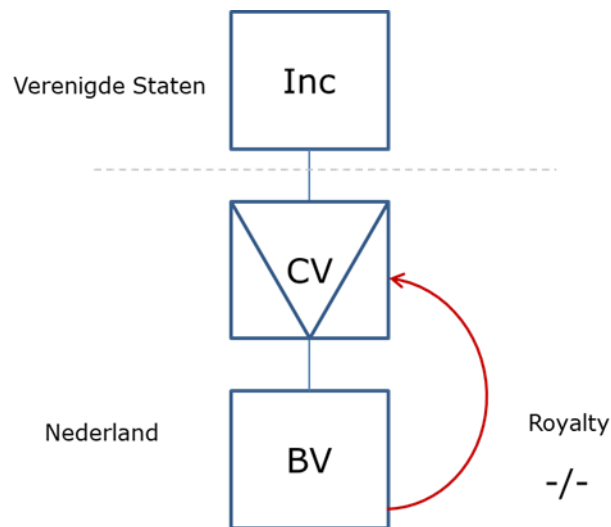 Verenigde Staten
Inc
CV
Nederland
BV
Royalty
-/-